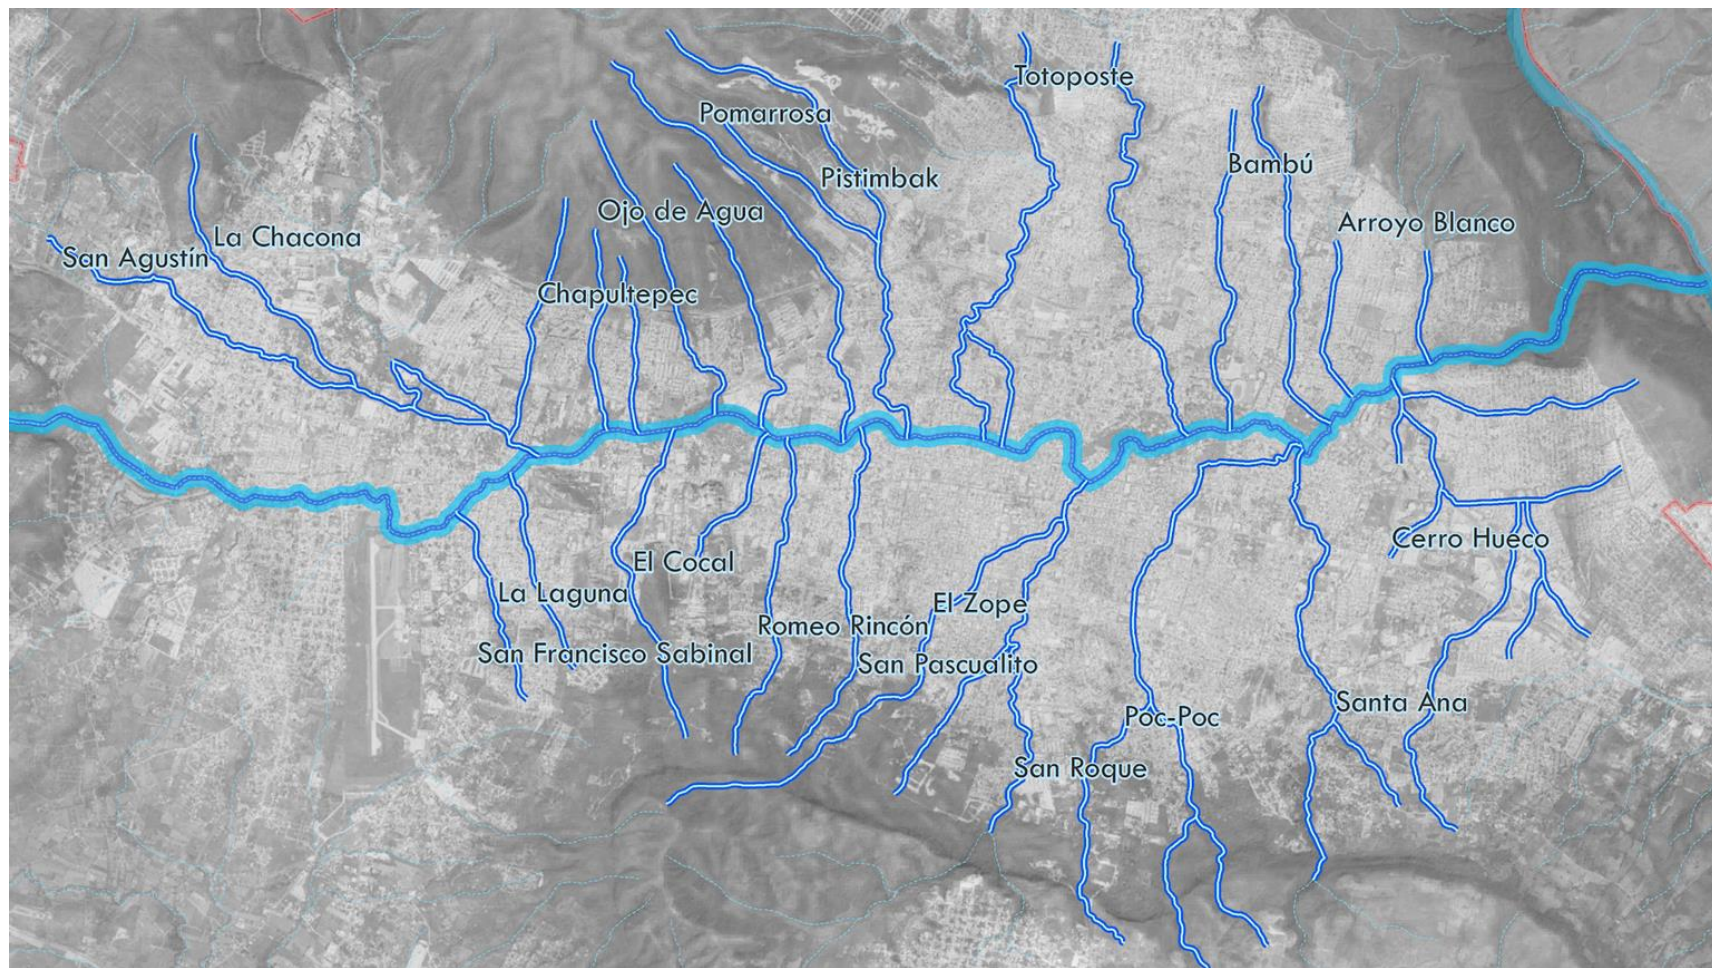 Totoposte
Pomarrosa
Bambú
Pistimbak
Ojo de Agua
Arroyo Blanco
La Chacona
San Agustín
Chapultepec
Cerro Hueco
El Cocal
La Laguna
El Zope
Romeo Rincón
San Francisco Sabinal
San Pascualito
Santa Ana
Poc-Poc
San Roque